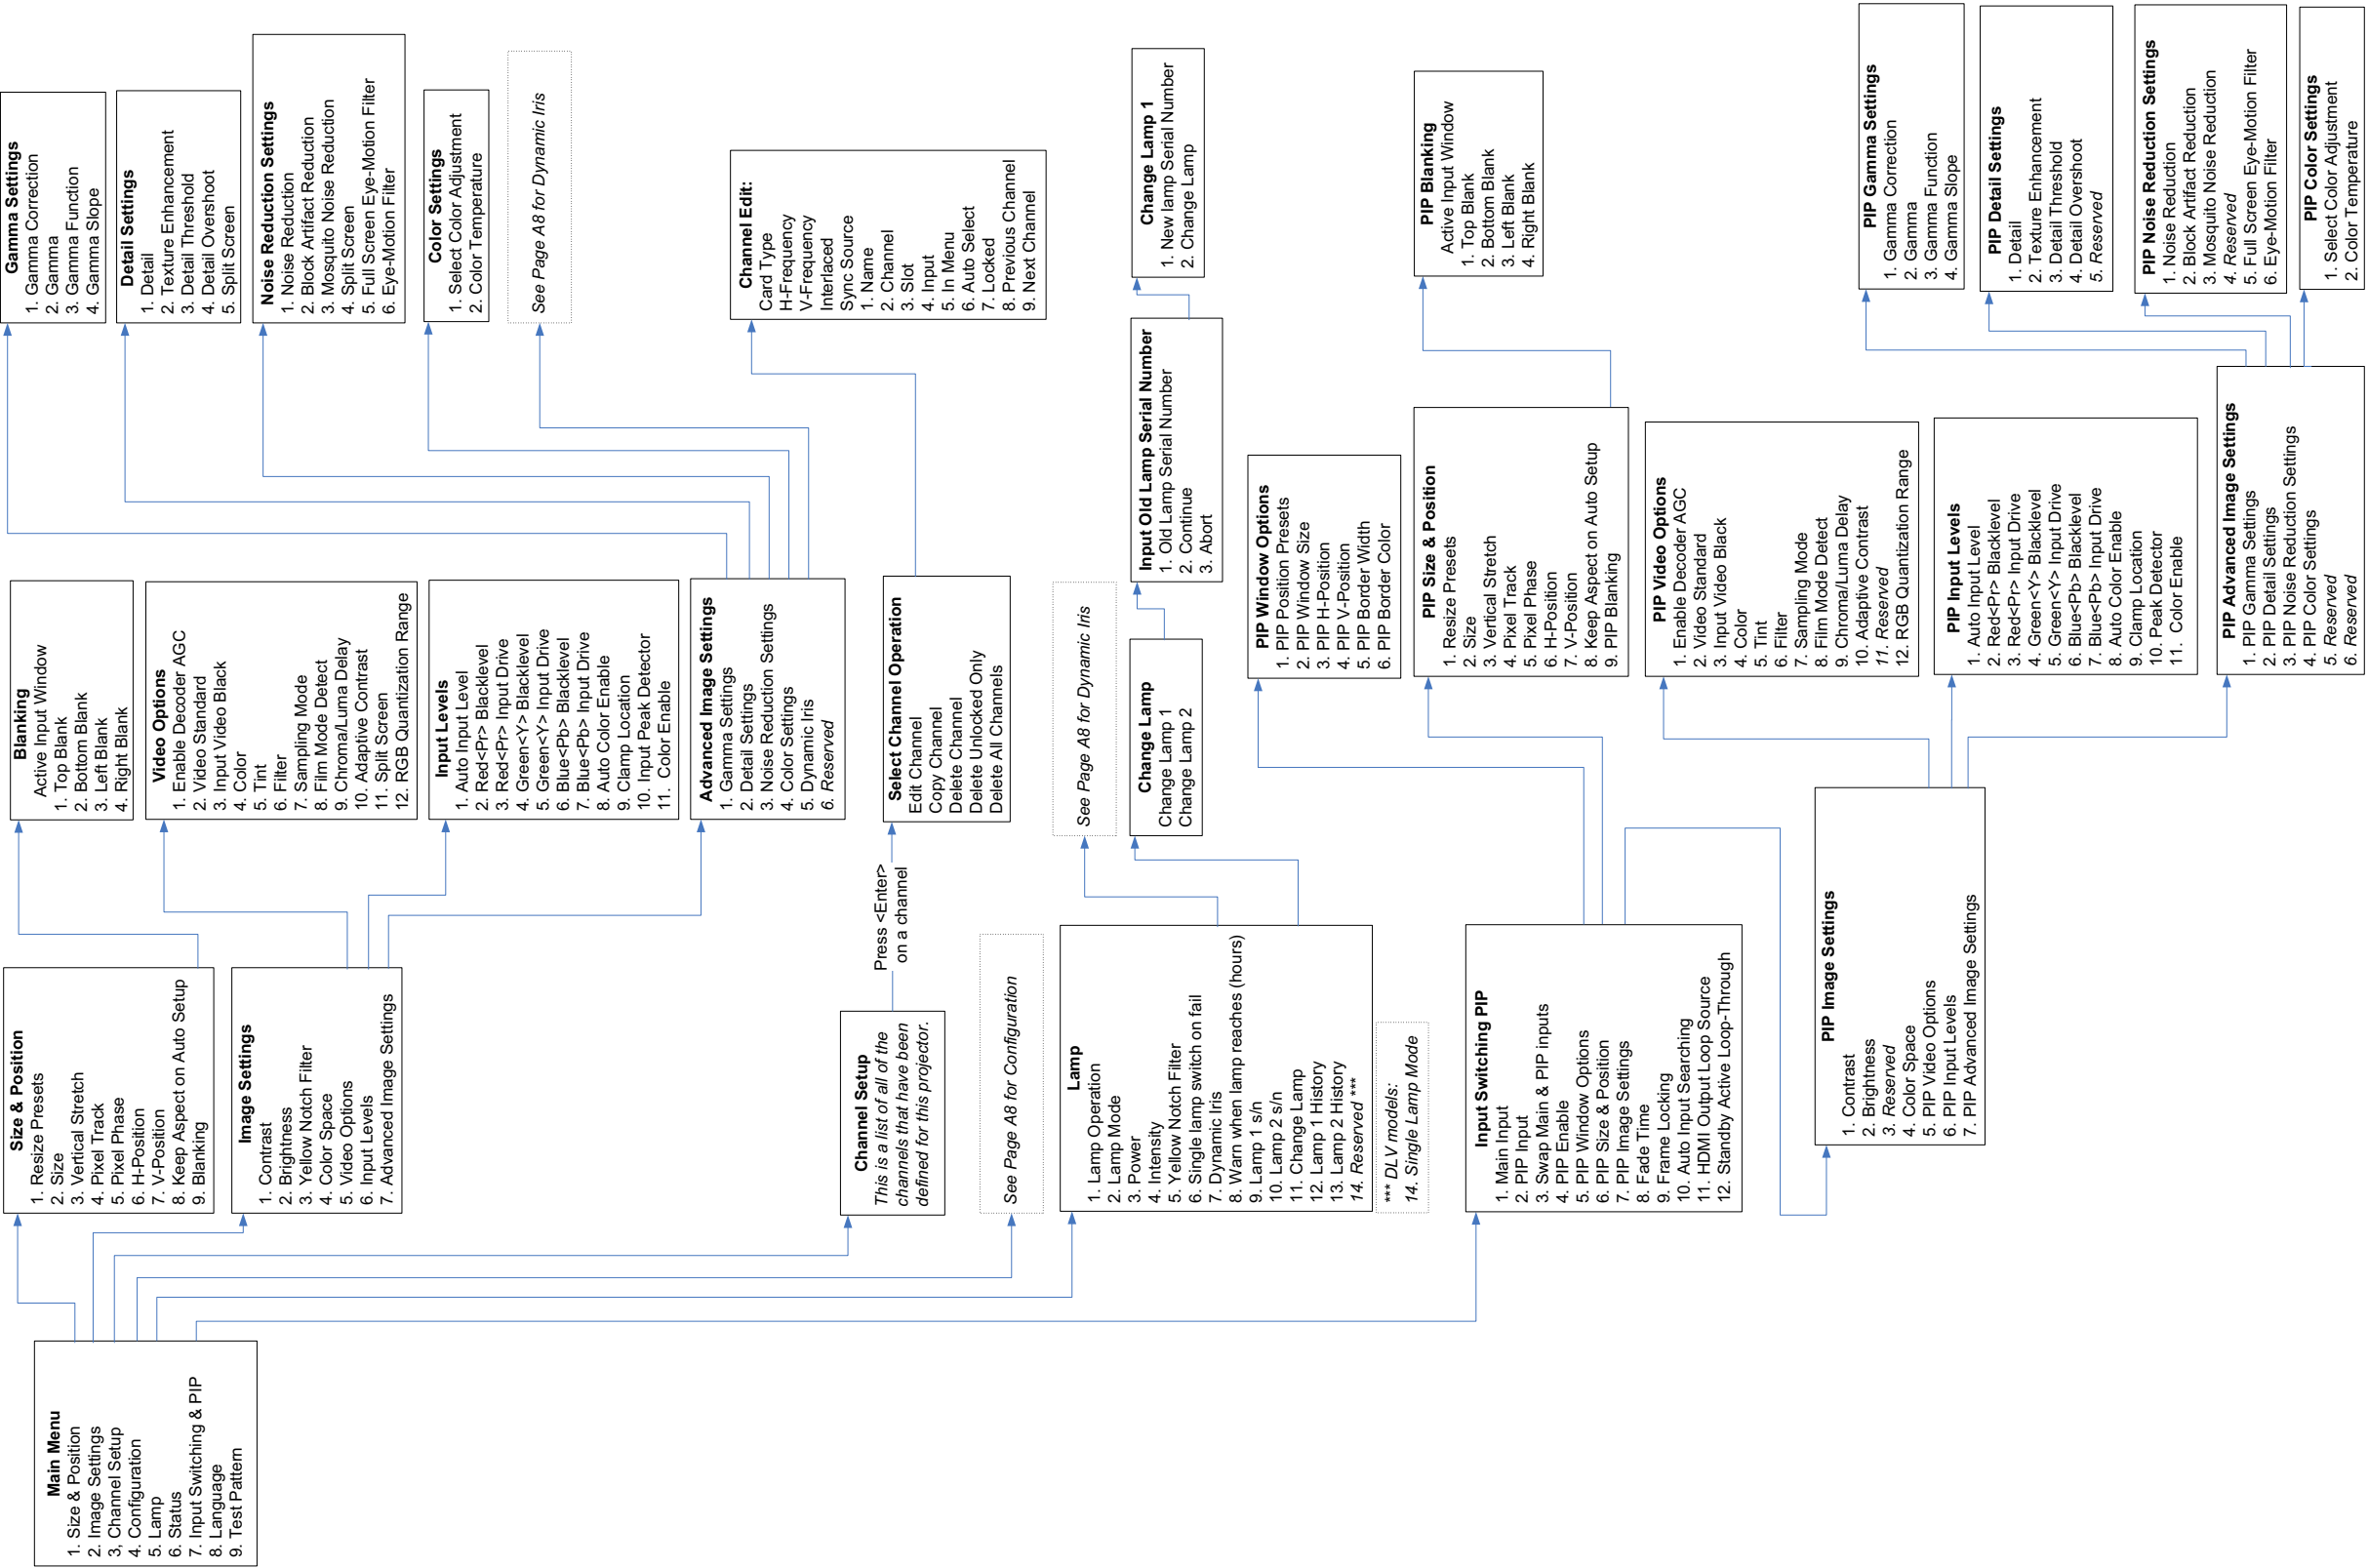 Main Menu
1. Size & Position
2. Image Settings
3, Channel Setup
4. Configuration
5. Lamp
6. Status
7. Input Switching & PIP
8. Language
9. Test Pattern
Size & Position
1. Resize Presets
2. Size
3. Vertical Stretch
4. Pixel Track
5. Pixel Phase
6. H-Position
7. V-Position
8. Keep Aspect on Auto Setup
9. Blanking
Blanking
Active Input Window
1. Top Blank
2. Bottom Blank
3. Left Blank
4. Right Blank
Image Settings
1. Contrast
2. Brightness
3. Yellow Notch Filter
4. Color Space
5. Video Options
6. Input Levels
7. Advanced Image Settings
Video Options
1. Enable Decoder AGC
2. Video Standard
3. Input Video Black
4. Color
5. Tint
6. Filter
7. Sampling Mode
8. Film Mode Detect
9. Chroma/Luma Delay
10. Adaptive Contrast
11. Split Screen
12. RGB Quantization Range
Input Levels
1. Auto Input Level
2. Red<Pr> Blacklevel
3. Red<Pr> Input Drive
4. Green<Y> Blacklevel
5. Green<Y> Input Drive
6. Blue<Pb> Blacklevel
7. Blue<Pb> Input Drive
8. Auto Color Enable
9. Clamp Location
10. Input Peak Detector
11. Color Enable
Advanced Image Settings
1. Gamma Settings
2. Detail Settings
3. Noise Reduction Settings
4. Color Settings
5. Dynamic Iris
6. Reserved
Gamma Settings
1. Gamma Correction
2. Gamma
3. Gamma Function
4. Gamma Slope
Detail Settings
1. Detail
2. Texture Enhancement
3. Detail Threshold
4. Detail Overshoot
5. Split Screen
Noise Reduction Settings
1. Noise Reduction
2. Block Artifact Reduction
3. Mosquito Noise Reduction
4. Split Screen
5. Full Screen Eye-Motion Filter
6. Eye-Motion Filter
Color Settings
1. Select Color Adjustment
2. Color Temperature
See Page A8 for Dynamic Iris
Channel Setup
This is a list of all of the
channels that have been
defined for this projector.
Press <Enter>
on a channel
Select Channel Operation
Edit Channel
Copy Channel
Delete Channel
Delete Unlocked Only
Delete All Channels
Channel Edit:
Card Type
H-Frequency
V-Frequency
Interlaced
Sync Source
1. Name
2. Channel
3. Slot
4. Input
5. In Menu
6. Auto Select
7. Locked
8. Previous Channel
9. Next Channel
See Page A8 for Configuration
Lamp
1. Lamp Operation
2. Lamp Mode
3. Power
4. Intensity
5. Yellow Notch Filter
6. Single lamp switch on fail
7. Dynamic Iris
8. Warn when lamp reaches (hours)
9. Lamp 1 s/n
10. Lamp 2 s/n
11. Change Lamp
12. Lamp 1 History
13. Lamp 2 History
14. Reserved ***
*** DLV models:
14. Single Lamp Mode
See Page A8 for Dynamic Iris
Change Lamp
Change Lamp 1
Change Lamp 2
Input Old Lamp Serial Number
1. Old Lamp Serial Number
2. Continue
3. Abort
Change Lamp 1
1. New lamp Serial Number
2. Change Lamp
Input Switching PIP
1. Main Input
2. PIP Input
3. Swap Main & PIP inputs
4. PIP Enable
5. PIP Window Options
6. PIP Size & Position
7. PIP Image Settings
8. Fade Time
9. Frame Locking
10. Auto Input Searching
11. HDMI Output Loop Source
12. Standby Active Loop-Through
PIP Window Options
1. PIP Position Presets
2. PIP Window Size
3. PIP H-Position
4. PIP V-Position
5. PIP Border Width
6. PIP Border Color
PIP Size & Position
1. Resize Presets
2. Size
3. Vertical Stretch
4. Pixel Track
5. Pixel Phase
6. H-Position
7. V-Position
8. Keep Aspect on Auto Setup
9. PIP Blanking
PIP Blanking
Active Input Window
1. Top Blank
2. Bottom Blank
3. Left Blank
4. Right Blank
PIP Image Settings
1. Contrast
2. Brightness
3. Reserved
4. Color Space
5. PIP Video Options
6. PIP Input Levels
7. PIP Advanced Image Settings
PIP Video Options
1. Enable Decoder AGC
2. Video Standard
3. Input Video Black
4. Color
5. Tint
6. Filter
7. Sampling Mode
8. Film Mode Detect
9. Chroma/Luma Delay
10. Adaptive Contrast
11. Reserved
12. RGB Quantization Range
PIP Input Levels
1. Auto Input Level
2. Red<Pr> Blacklevel
3. Red<Pr> Input Drive
4. Green<Y> Blacklevel
5. Green<Y> Input Drive
6. Blue<Pb> Blacklevel
7. Blue<Pb> Input Drive
8. Auto Color Enable
9. Clamp Location
10. Peak Detector
11. Color Enable
PIP Advanced Image Settings
1. PIP Gamma Settings
2. PIP Detail Settings
3. PIP Noise Reduction Settings
4. PIP Color Settings
5. Reserved
6. Reserved
PIP Gamma Settings
1. Gamma Correction
2. Gamma
3. Gamma Function
4. Gamma Slope
PIP Detail Settings
1. Detail
2. Texture Enhancement
3. Detail Threshold
4. Detail Overshoot
5. Reserved
PIP Noise Reduction Settings
1. Noise Reduction
2. Block Artifact Reduction
3. Mosquito Noise Reduction
4. Reserved
5. Full Screen Eye-Motion Filter
6. Eye-Motion Filter
PIP Color Settings
1. Select Color Adjustment
2. Color Temperature